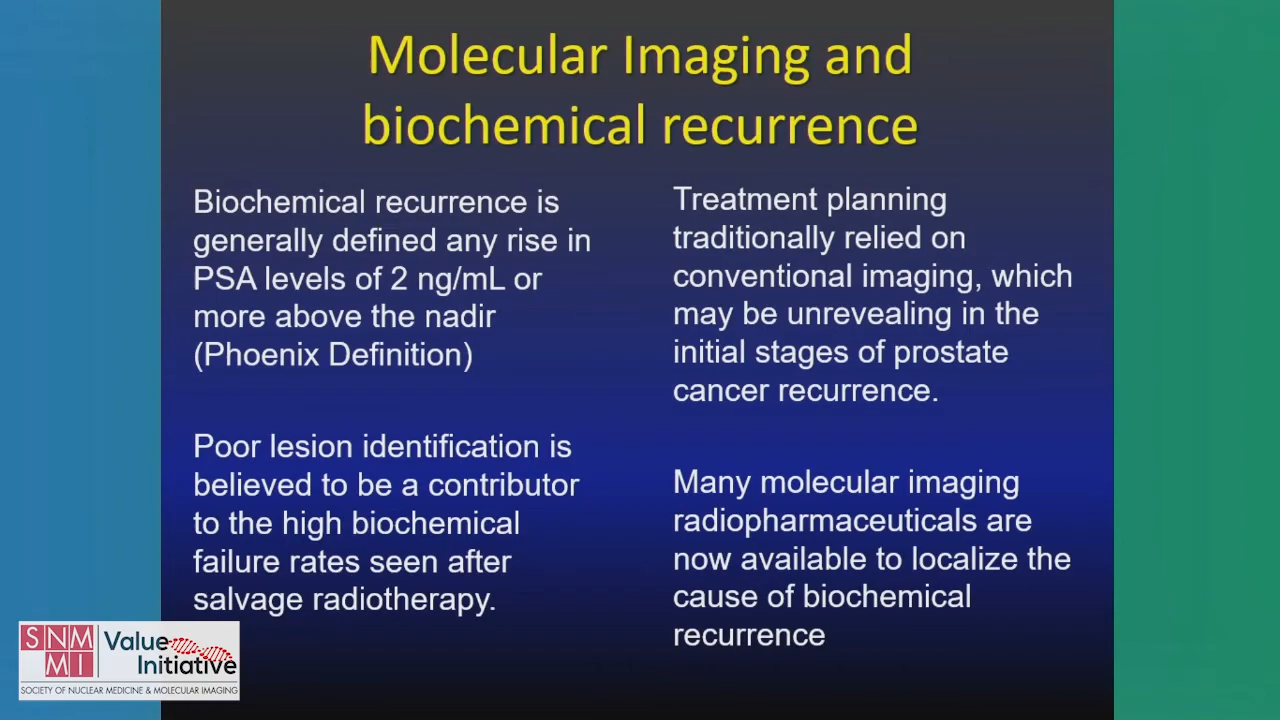 Molecular Imaging and
biochemical recurrence
Biochemical recurrence is
generally defined any rise in
PSA levels of 2 ng/mL or
more above the nadir
(Phoenix Definition)
Poor lesion identification is
believed to be a contributor
to the high biochemical
failure rates seen after
salvage radiotherapy.
Treatment planning
traditionally relied on
conventional imaging, which
may be unrevealing in the
initial stages of prostate
cancer recurrence.
Many molecular imaging
radiopharmaceuticals are
now available to localize the
cause of biochemical
recurrence
SNM
MI
Value
Initiative
SOCIETY OF NUCLEAR MEDICINE & MOLECULAR IMAGING